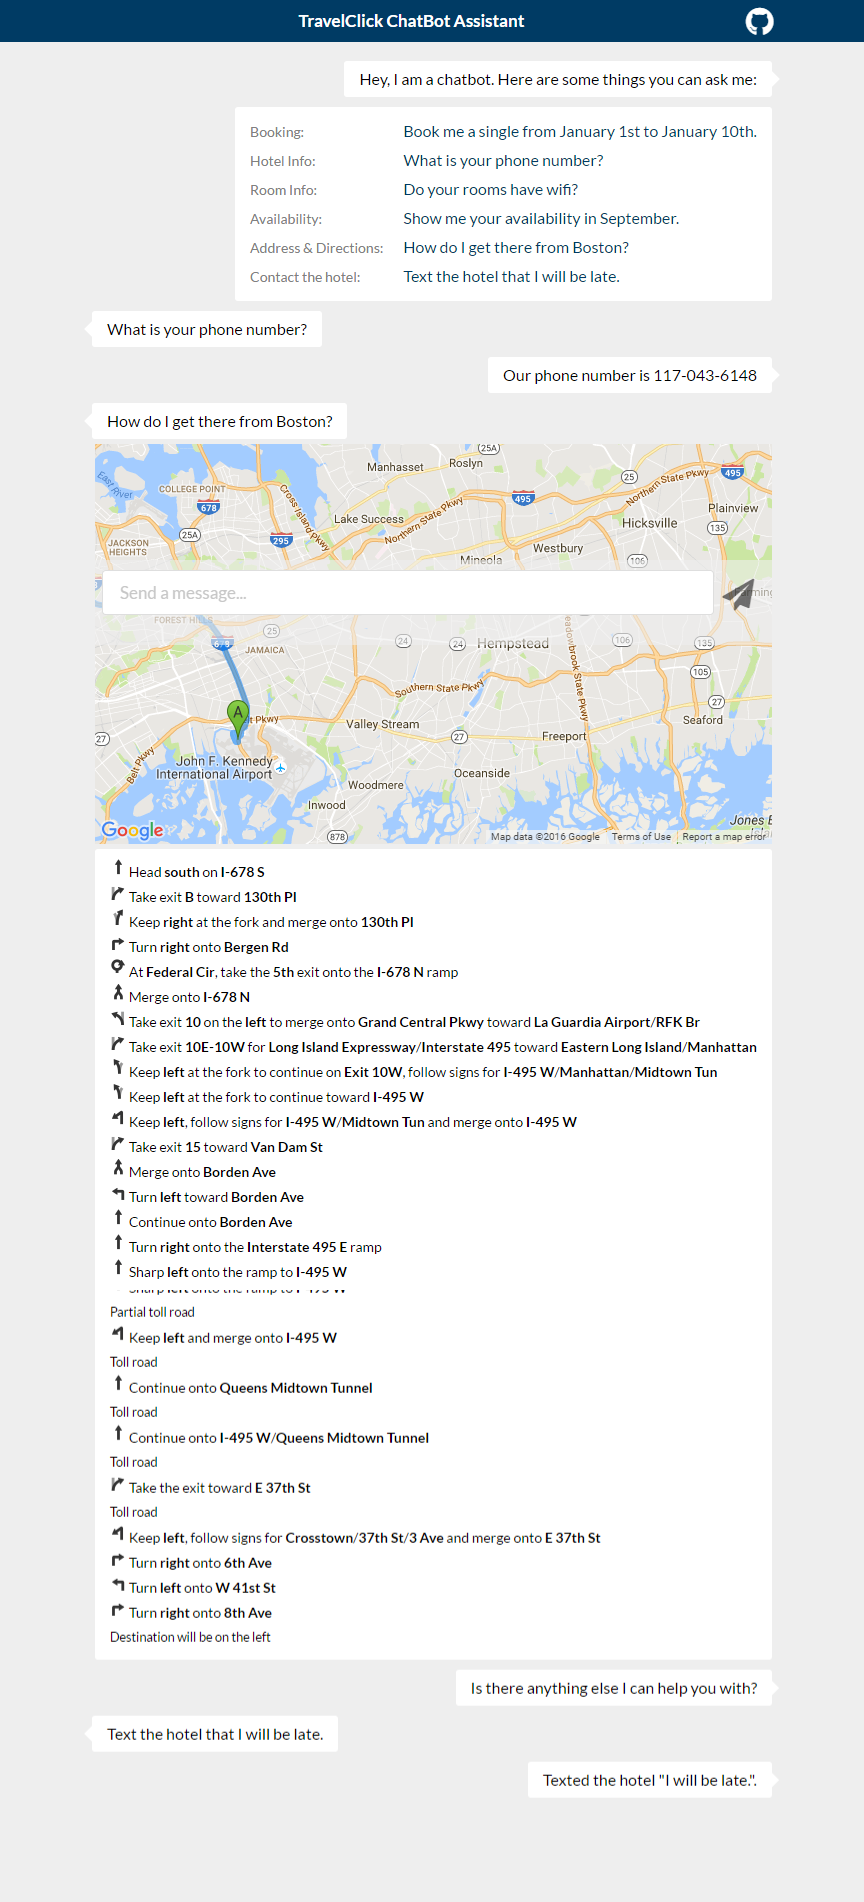 TravelClick ChatBot Assistant
Hey, I am a chatbot. Here are some things you can ask me:
Booking: Book me a single from January 1st to January 10th.
Hotel Info: What is your phone number?
Room Info: Do your rooms have wifi?
Availability: Show me your availability in September.
Address & Directions: How do I get there from Boston?
Contact the hotel: Text the hotel that I will be late.
What is your phone number?
Our phone number is 117-043-6148
How do I get there from Boston?
25A
Manhasset
Roslyn
East River
COLLEGE POINT
678
Cross Island Pkwy
495
Northern State Pkwy
25
495
Northern State Pkwy
Plainview
Lake Success
Hicksville
135
25A
JACKSON
HEIGHTS
295
Westbury
Mineola
106
Send a message...
FOREST HILLS
25
678
JAMAICA
24
24
Hempstead
106
135
105
Southern State Pkwy
27
A
t Pkwy
Valley Stream
Seaford
27
27
Freeport
Belt Pkwy
John F. Kennedy
International Airport
Oceanside
Woodmere
Inwood
878
Jones
Google
Map data ©2016 Google
Terms of Use
Report a map error
Head south on I-678 S
Take exit B toward 130th Pl
Keep right at the fork and merge onto 130th Pl
Turn right onto Bergen Rd
At Federal Cir, take the 5th exit onto the I-678 N ramp
Merge onto I-678 N
Take exit 10 on the left to merge onto Grand Central Pkwy toward La Guardia Airport/RFK Br
Take exit 10E-10W for Long Island Expressway/Interstate 495 toward Eastern Long Island/Manhattan
Keep left at the fork to continue on Exit 10W, follow signs for I-495 W/Manhattan/Midtown Tun
Keep left at the fork to continue toward I-495 W
Keep left, follow signs for I-495 W/Midtown Tun and merge onto I-495 W
Take exit 15 toward Van Dam St
Merge onto Borden Ave
Turn left toward Borden Ave
Continue onto Borden Ave
Turn right onto the Interstate 495 E ramp
Sharp left onto the ramp to I-495 W
Partial toll road
Keep left and merge onto I-495 W
Toll road
Continue onto Queens Midtown Tunnel
Toll road
Continue onto I-495 W/Queens Midtown Tunnel
Toll road
Take the exit toward E 37th St
Toll road
Keep left, follow signs for Crosstown/37th St/3 Ave and merge onto E 37th St
Turn right onto 6th Ave
Turn left onto W 41st St
Turn right onto 8th Ave
Destination will be on the left
Is there anything else I can help you with?
Text the hotel that I will be late.
Texted the hotel "I will be late.".